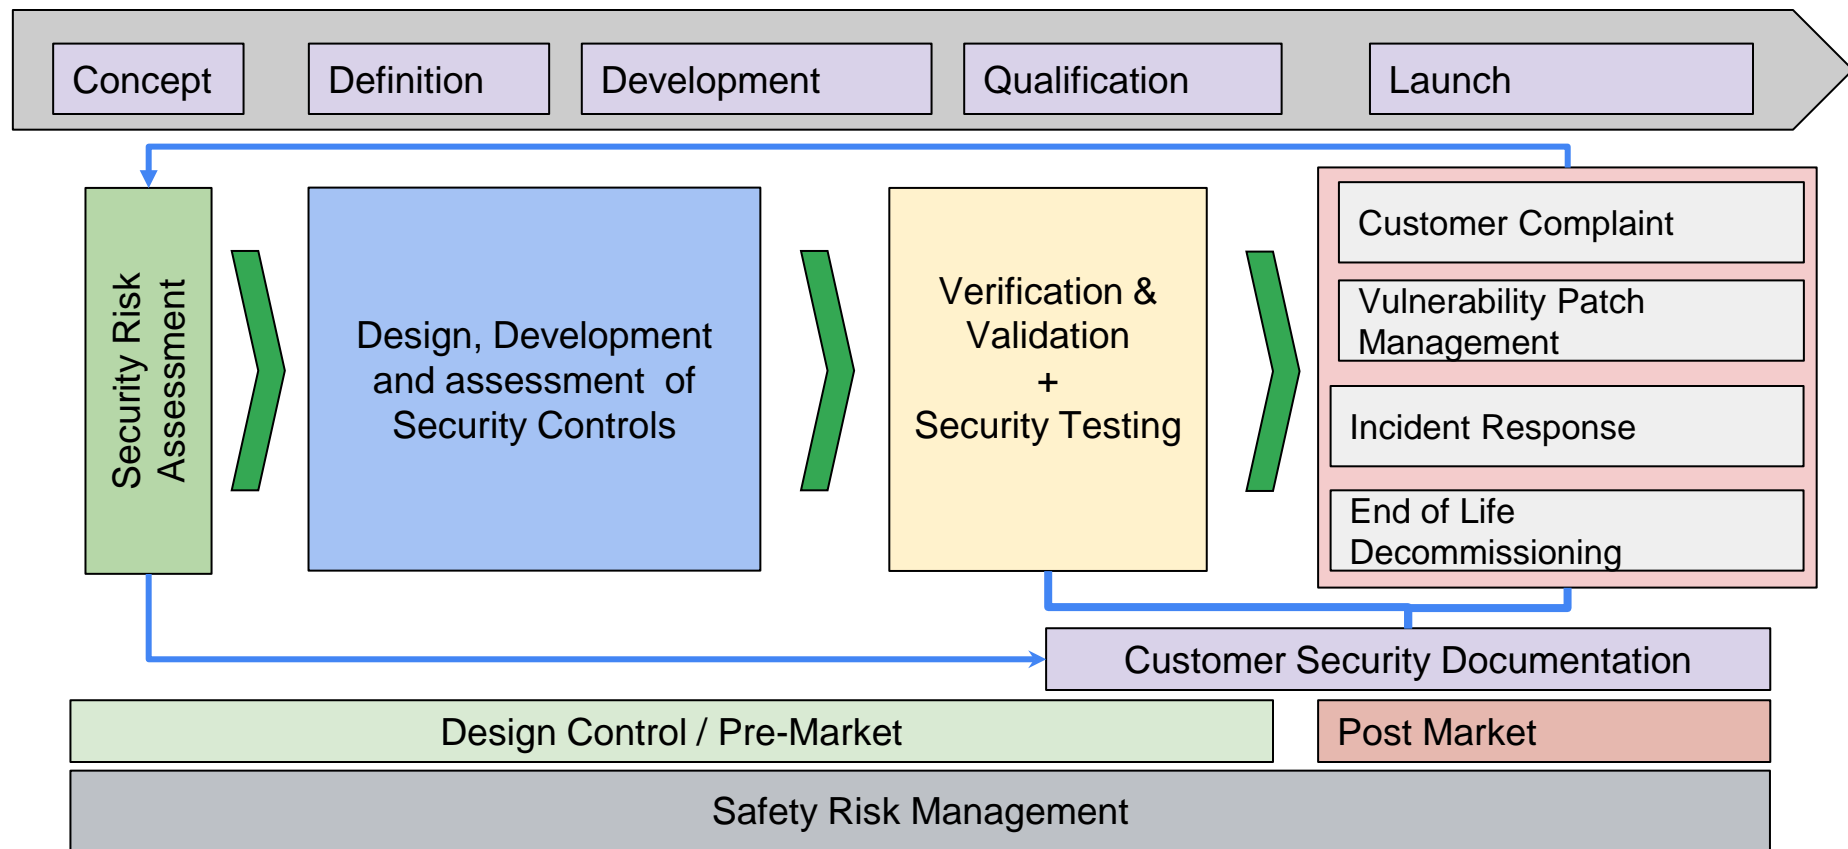 Concept
Definition
Development
Qualification
Launch
Security Risk
Assessment
Design, Development
and assessment of
Security Controls
Verification &
Validation
+
Security Testing
Customer Complaint
Vulnerability Patch
Management
Incident Response
End of Life
Decommissioning
Customer Security Documentation
Design Control / Pre-Market
Post Market
Safety Risk Management